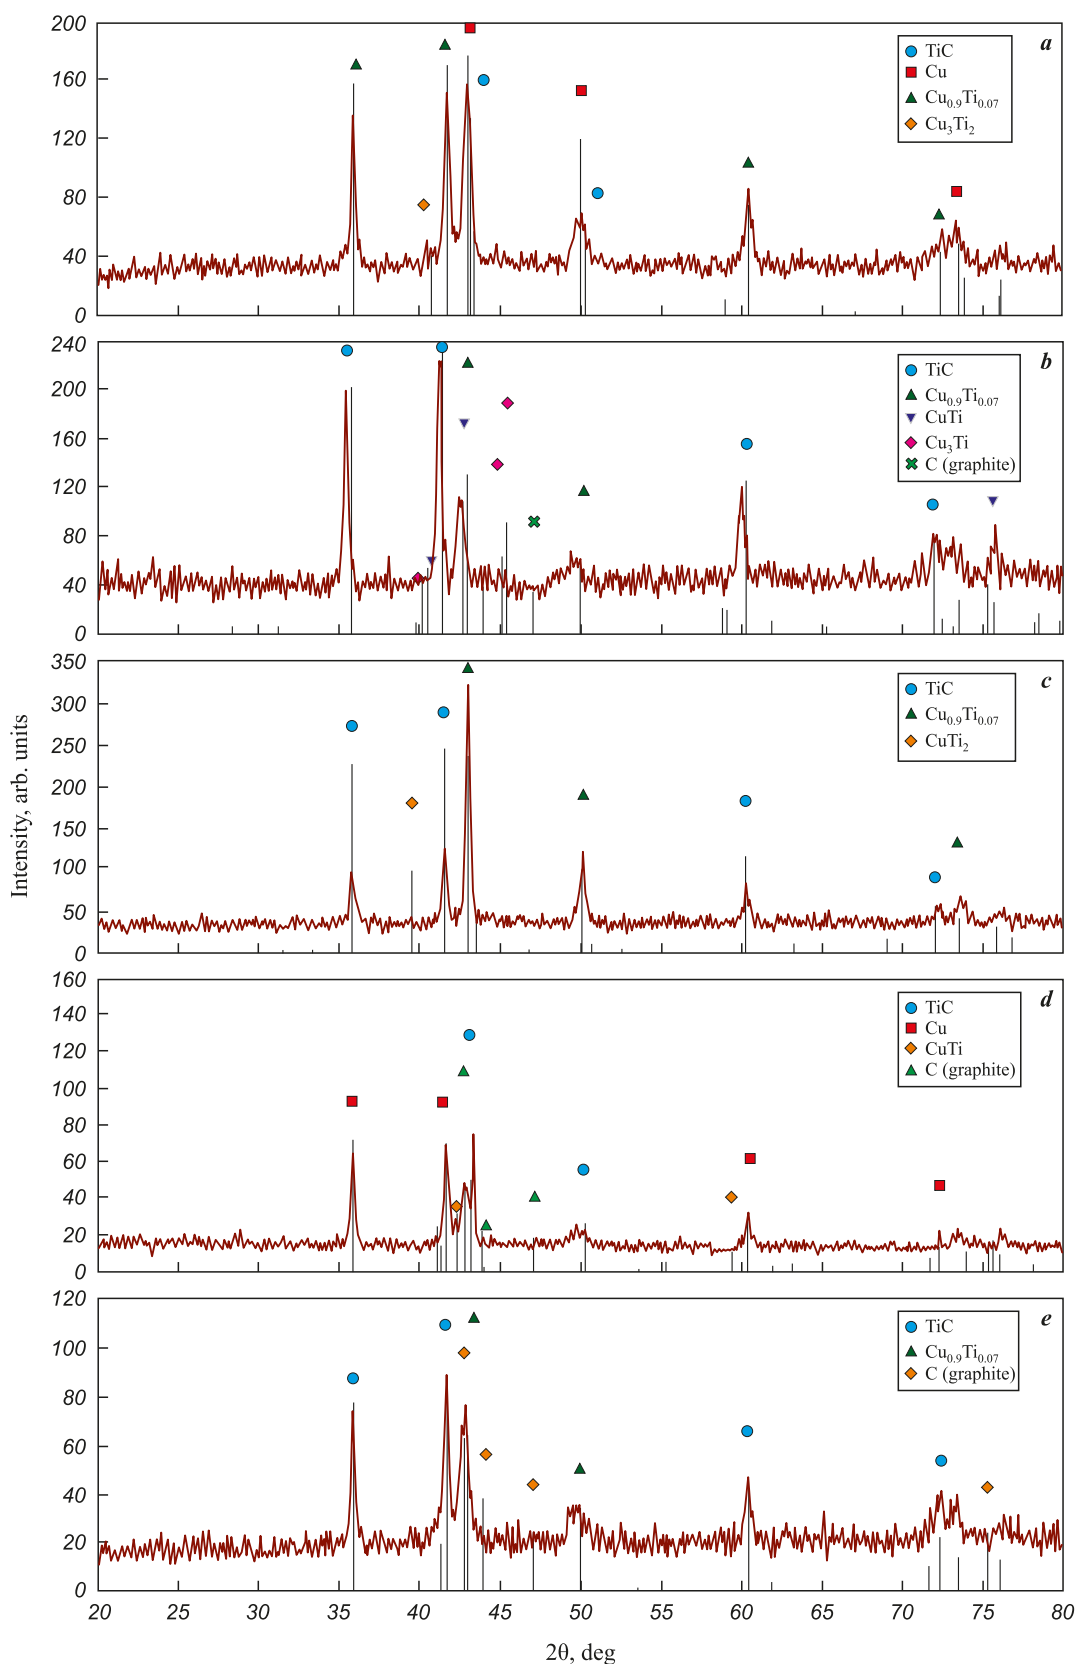 200
160
120
80
40
0
a
TiC
Cu
Cu0.9Ti0.07
Cu3Ti2
240
200
160
120
80
40
0
b
TiC
Cu0.9Ti0.07
CuTi
Cu3Ti
C (graphite)
Intensity, arb. units
350
300
250
200
150
100
50
0
c
TiC
Cu0.9Ti0.07
CuTi2
160
140
120
100
80
60
40
20
0
d
TiC
Cu
CuTi
C (graphite)
120
100
80
60
40
20
0
e
TiC
Cu0.9Ti0.07
C (graphite)
20 25 30 35 40 45 50 55 60 65 70 75 80
2θ, deg